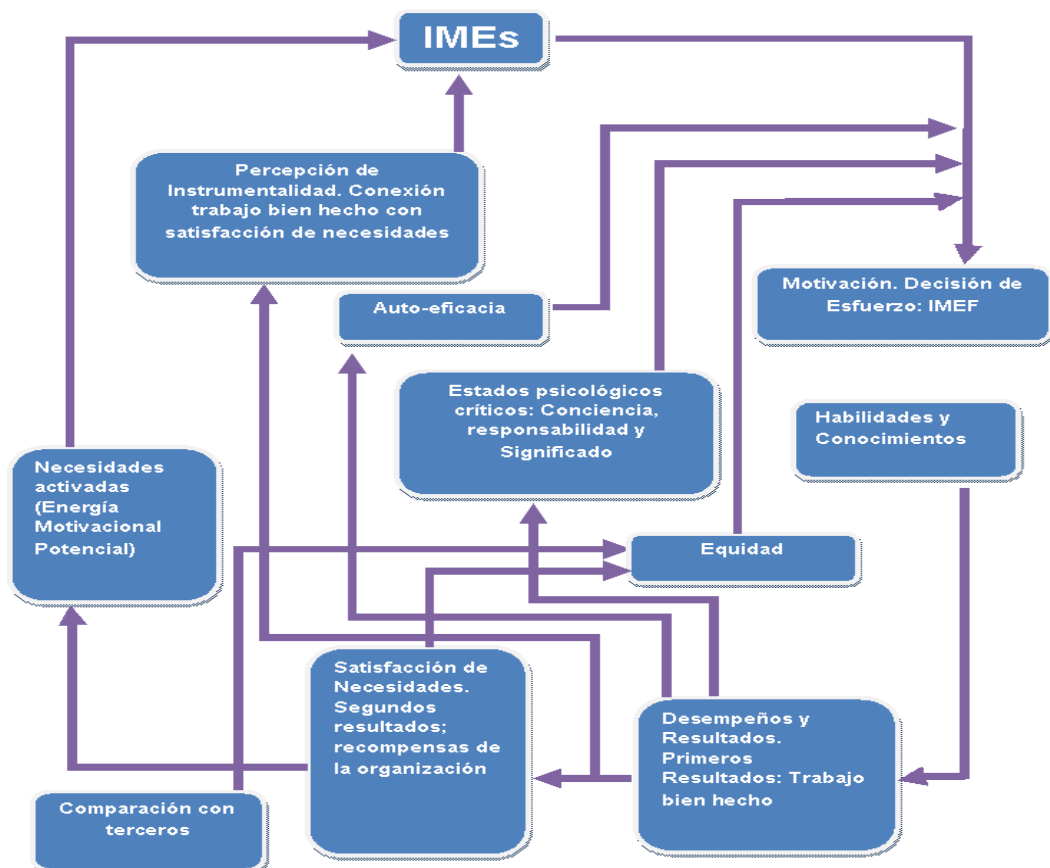 IMEs
Percepción de
Instrumentalidad. Conexión
trabajo bien hecho con
satisfacción de necesidades
Auto-eficacia
Motivación. Decisión de
Esfuerzo: IMEF
Estados psicológicos
críticos: Conciencia,
responsabilidad y
Significado
Habilidades y
Conocimientos
Necesidades
activadas
(Energía
Motivacional
Potencial)
Equidad
Satisfacción de
Necesidades.
Segundos
resultados;
recompensas de
la organización
Desempeños y
Resultados.
Primeros
Resultados: Trabajo
bien hecho
Comparación con
terceros